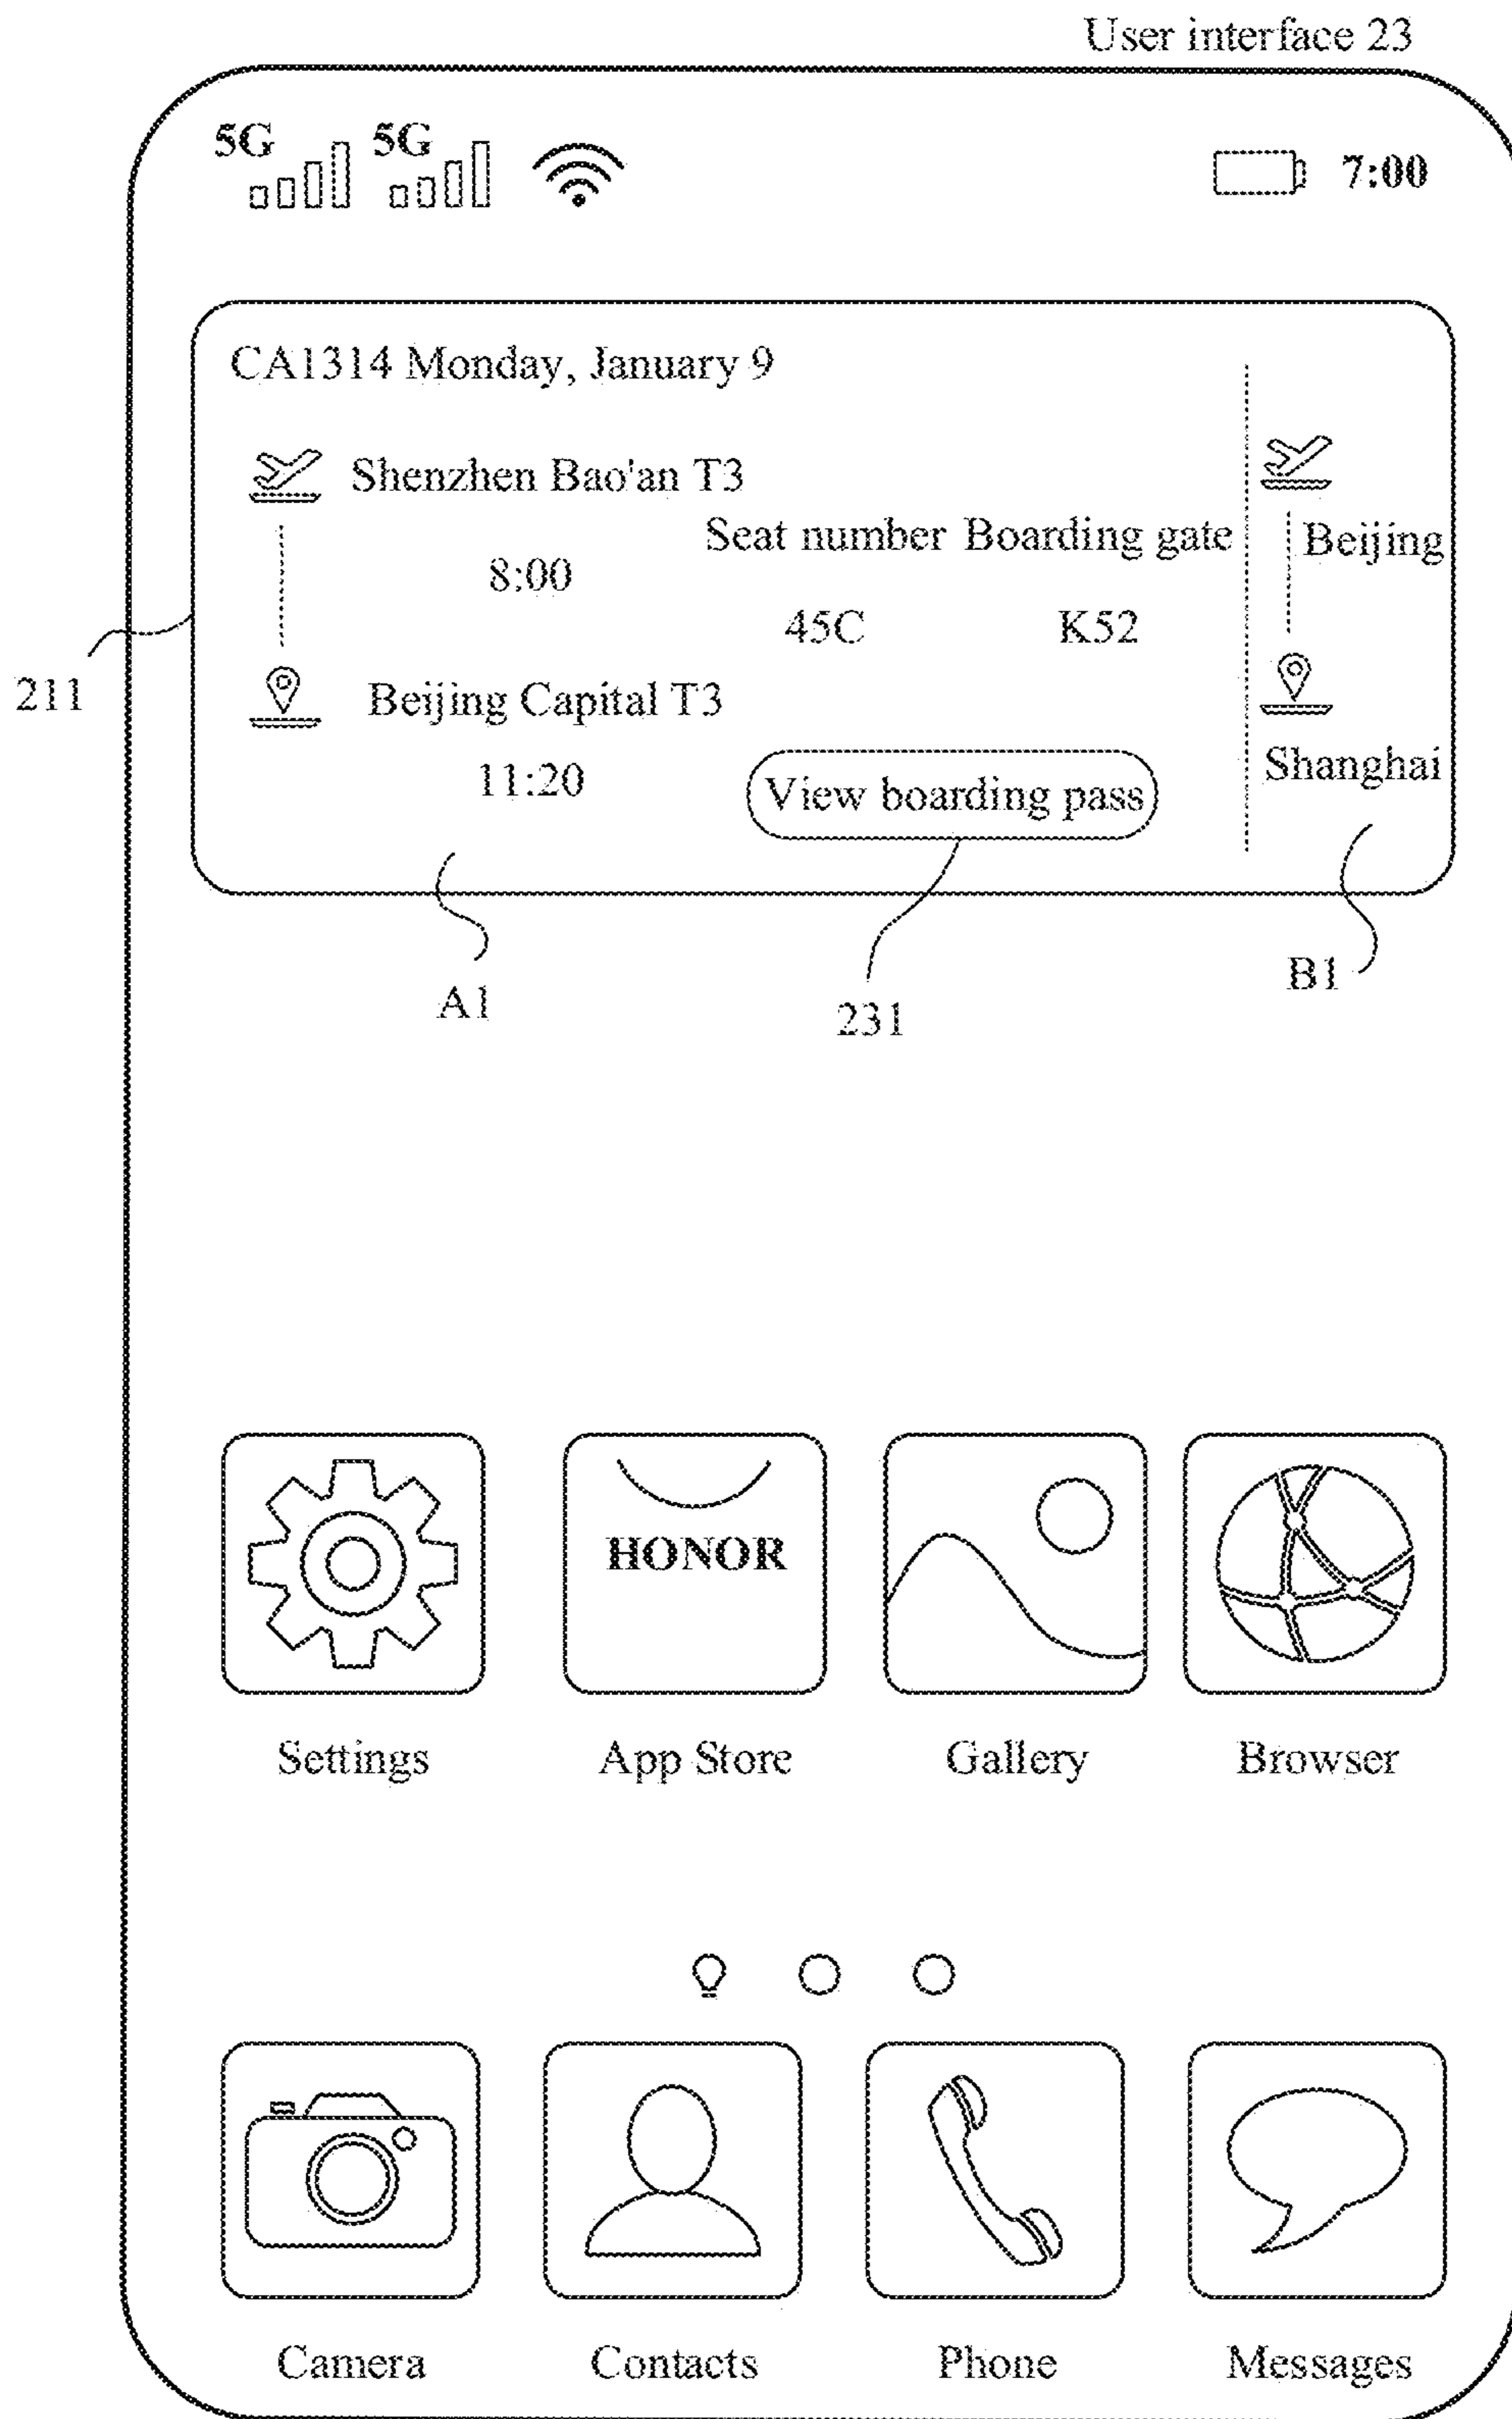 User interface 23
5G 5G 7:00
CA1314 Monday, January 9
Shenzhen Bao'an T3
Seat number Boarding gate
Beijing
8:00
45C K52
211
Beijing Capital T3
Shanghai
11:20
View boarding pass
A1
231
B1
HONOR
Settings App Store Gallery Browser
Camera Contacts Phone Messages